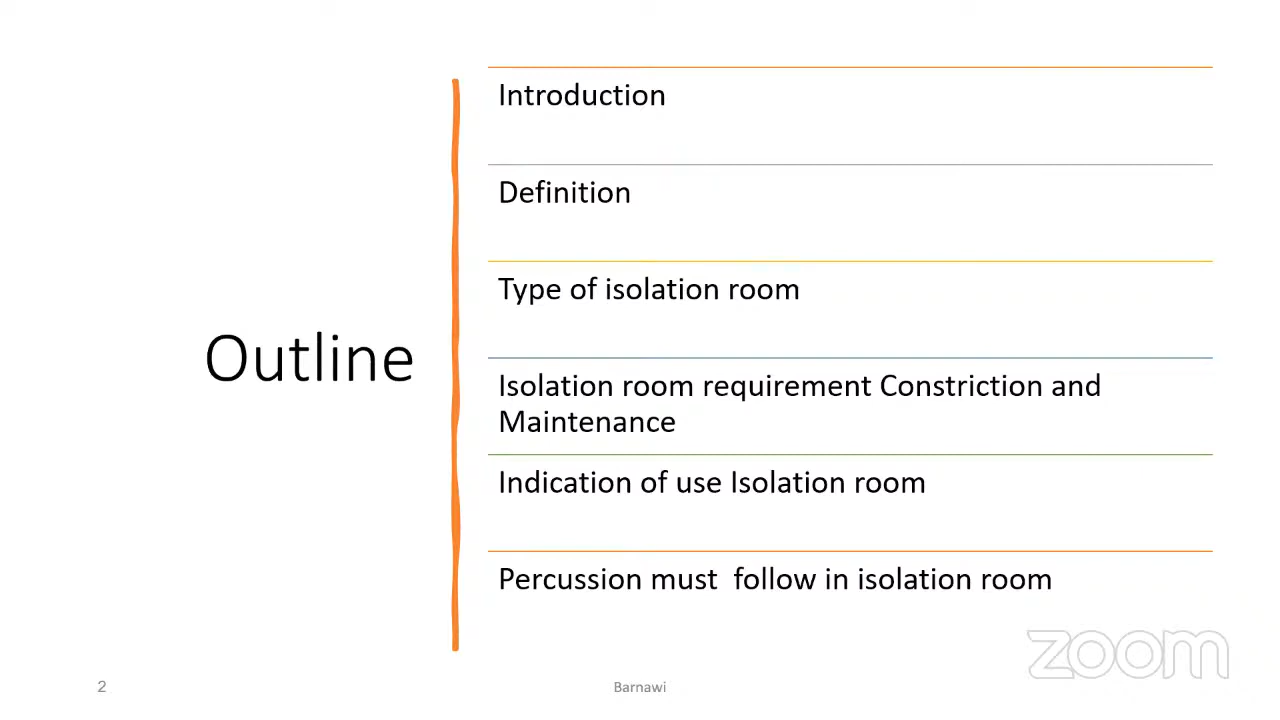 Outline
Introduction
Definition
Type of isolation room
Isolation room requirement Constriction and
Maintenance
Indication of use Isolation room
Percussion must  follow in isolation room
zoom
2
Barnawi